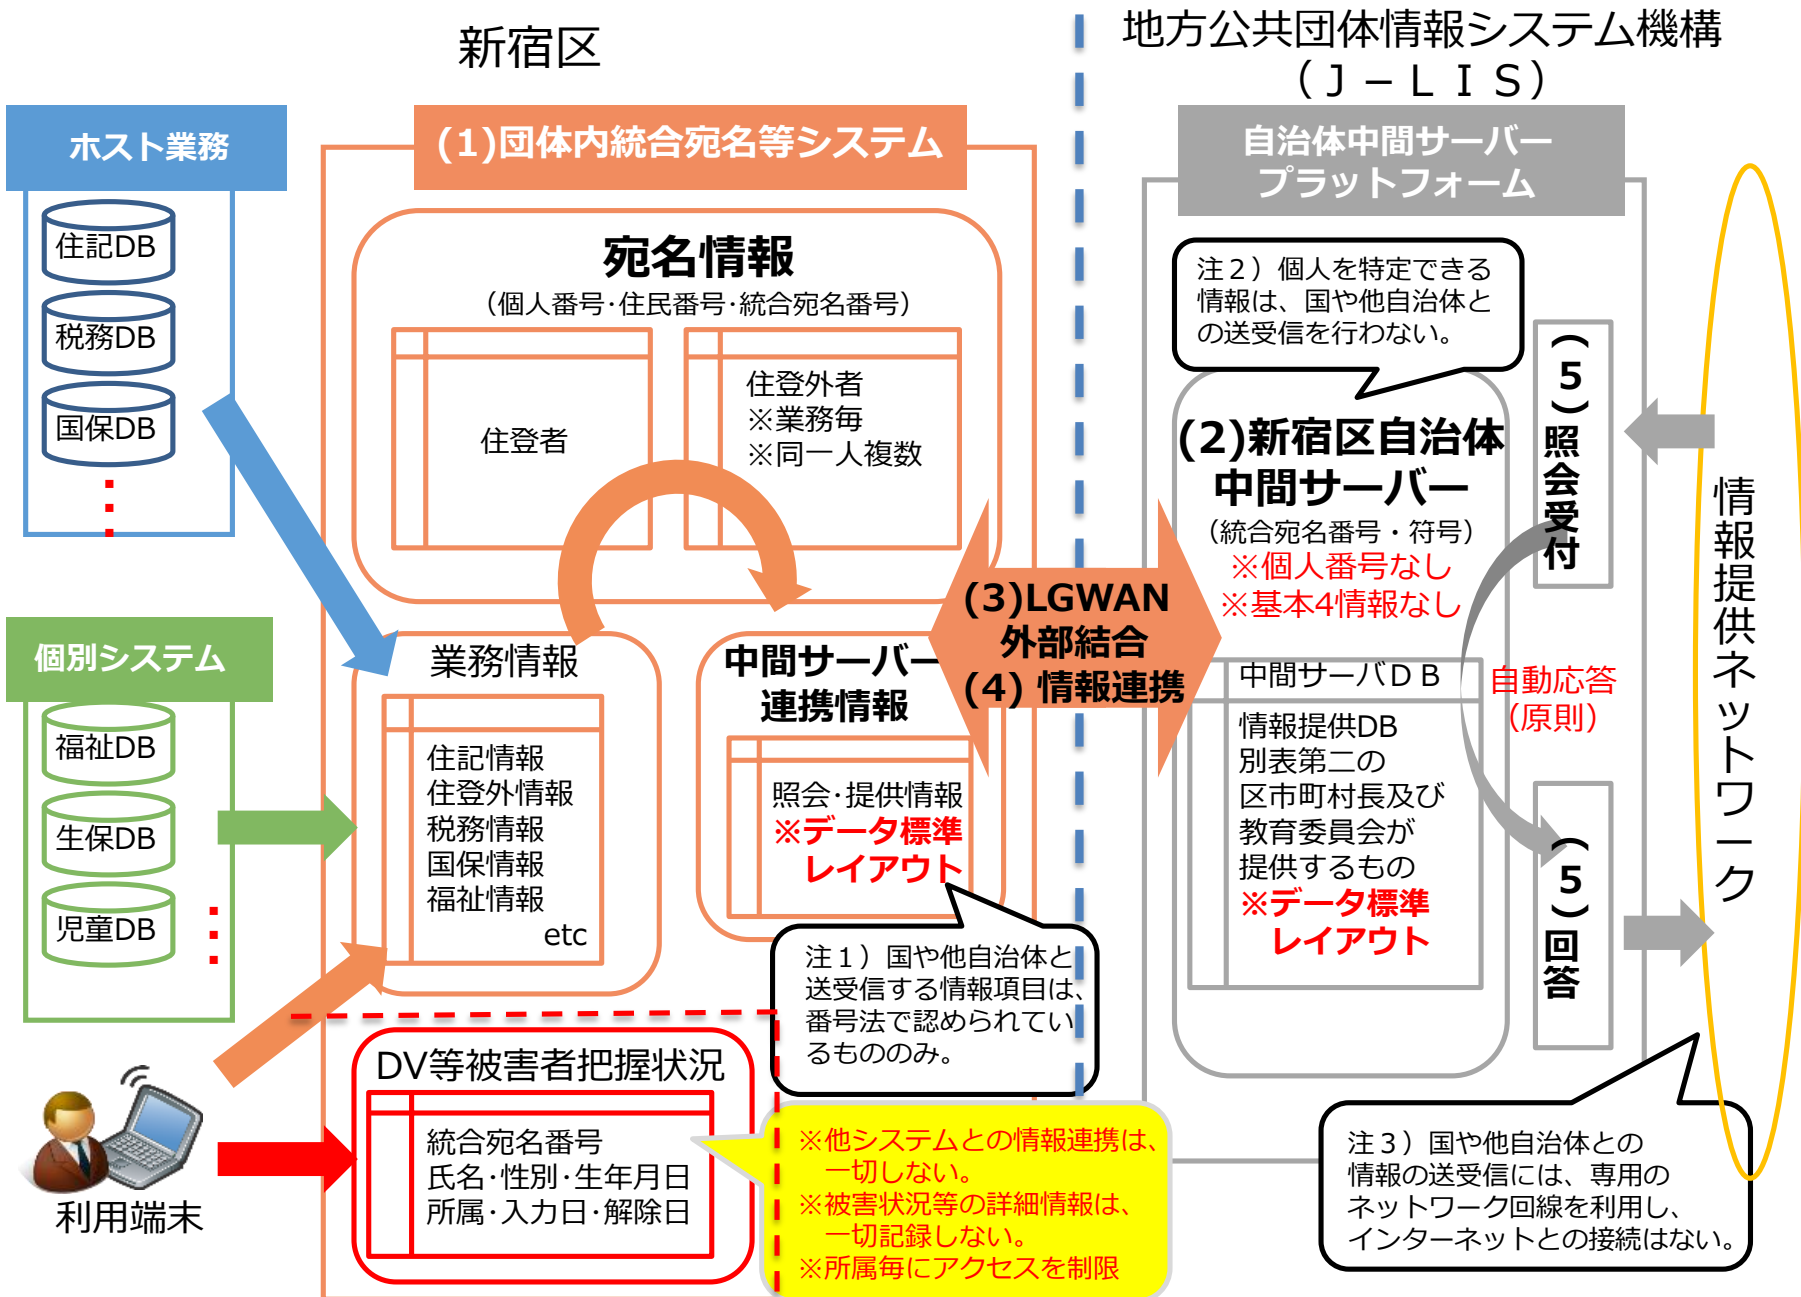 新宿区
地方公共団体情報システム機構
（Ｊ－ＬＩＳ）
ホスト業務
住記DB
税務DB
国保DB
個別システム
福祉DB
生保DB
児童DB
利用端末
(1)団体内統合宛名等システム
宛名情報
（個人番号･住民番号･統合宛名番号）
住登者
住登外者
※業務毎
※同一人複数
業務情報
住記情報
住登外情報
税務情報
国保情報
福祉情報
etc
中間サーバー
連携情報
照会･提供情報
※データ標準
レイアウト
注１）国や他自治体と
送受信する情報項目は、
番号法で認められてい
るもののみ。
DV等被害者把握状況
統合宛名番号
氏名･性別･生年月日
所属･入力日･解除日
※他システムとの情報連携は、
一切しない。
※被害状況等の詳細情報は、
一切記録しない。
※所属毎にアクセスを制限
(3)LGWAN
外部結合
(4) 情報連携
自治体中間サーバー
プラットフォーム
注２）個人を特定できる
情報は、国や他自治体と
の送受信を行わない。
(2)新宿区自治体
中間サーバー
（統合宛名番号・符号）
※個人番号なし
※基本4情報なし
中間サーバＤＢ
情報提供DB
別表第二の
区市町村長及び
教育委員会が
提供するもの
※データ標準
レイアウト
（５）照会受付
自動応答
（原則）
（５）回答
情報提供ネットワーク
注３）国や他自治体との
情報の送受信には、専用の
ネットワーク回線を利用し、
インターネットとの接続はない。